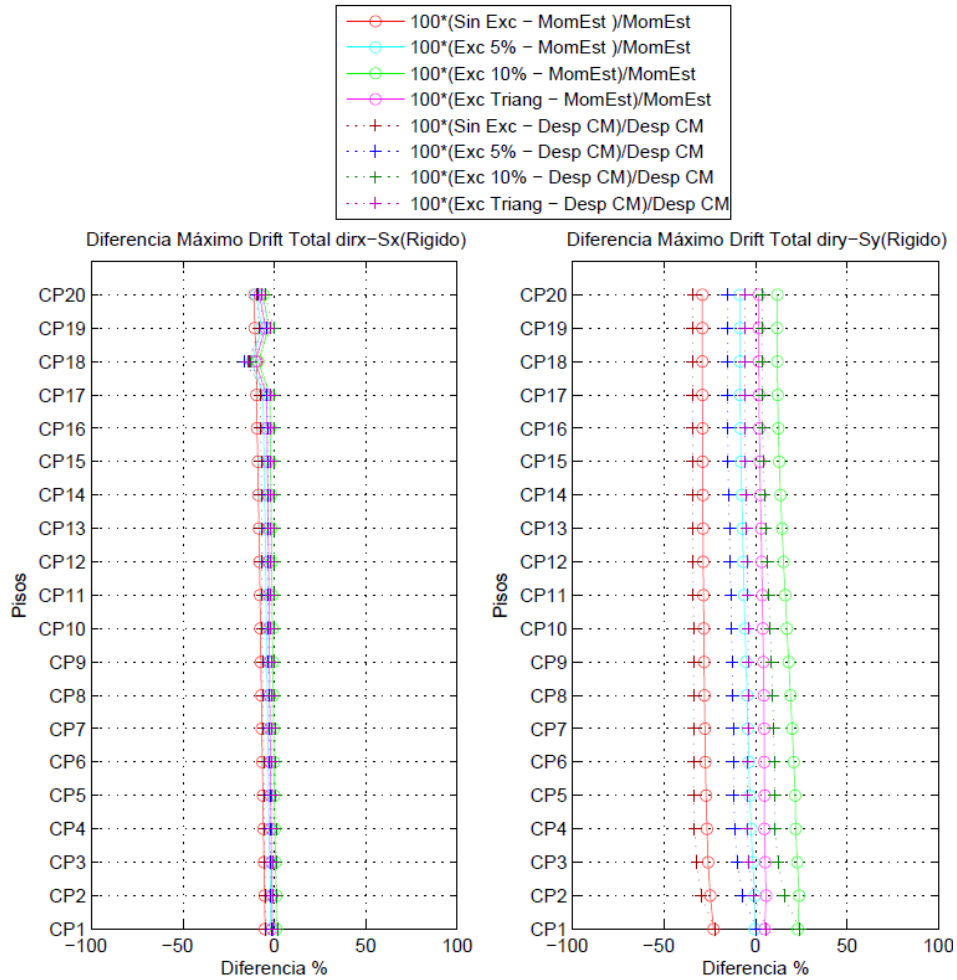 100*(Sin Exc − MomEst)/MomEst
100*(Exc 5% − MomEst )/MomEst
100*(Exc 10% − MomEst)/MomEst
100*(Exc Triang − MomEst)/MomEst
100*(Sin Exc − Desp CM)/Desp CM
100*(Exc 5% − Desp CM)/Desp CM
100*(Exc 10% − Desp CM)/Desp CM
100*(Exc Triang − Desp CM)/Desp CM
Diferencia Máximo Drift Total dirx−Sx(Rigido)
CP20
CP19
CP18
CP17
CP16
CP15
CP14
CP13
CP12
CP11
CP10
CP9
CP8
CP7
CP6
CP5
CP4
CP3
CP2
CP1
Pisos
−100 −50 0 50 100
Diferencia %
Diferencia Máximo Drift Total diry−Sy(Rigido)
CP20
CP19
CP18
CP17
CP16
CP15
CP14
CP13
CP12
CP11
CP10
CP9
CP8
CP7
CP6
CP5
CP4
CP3
CP2
CP1
Pisos
−100 −50 0 50 100
Diferencia %